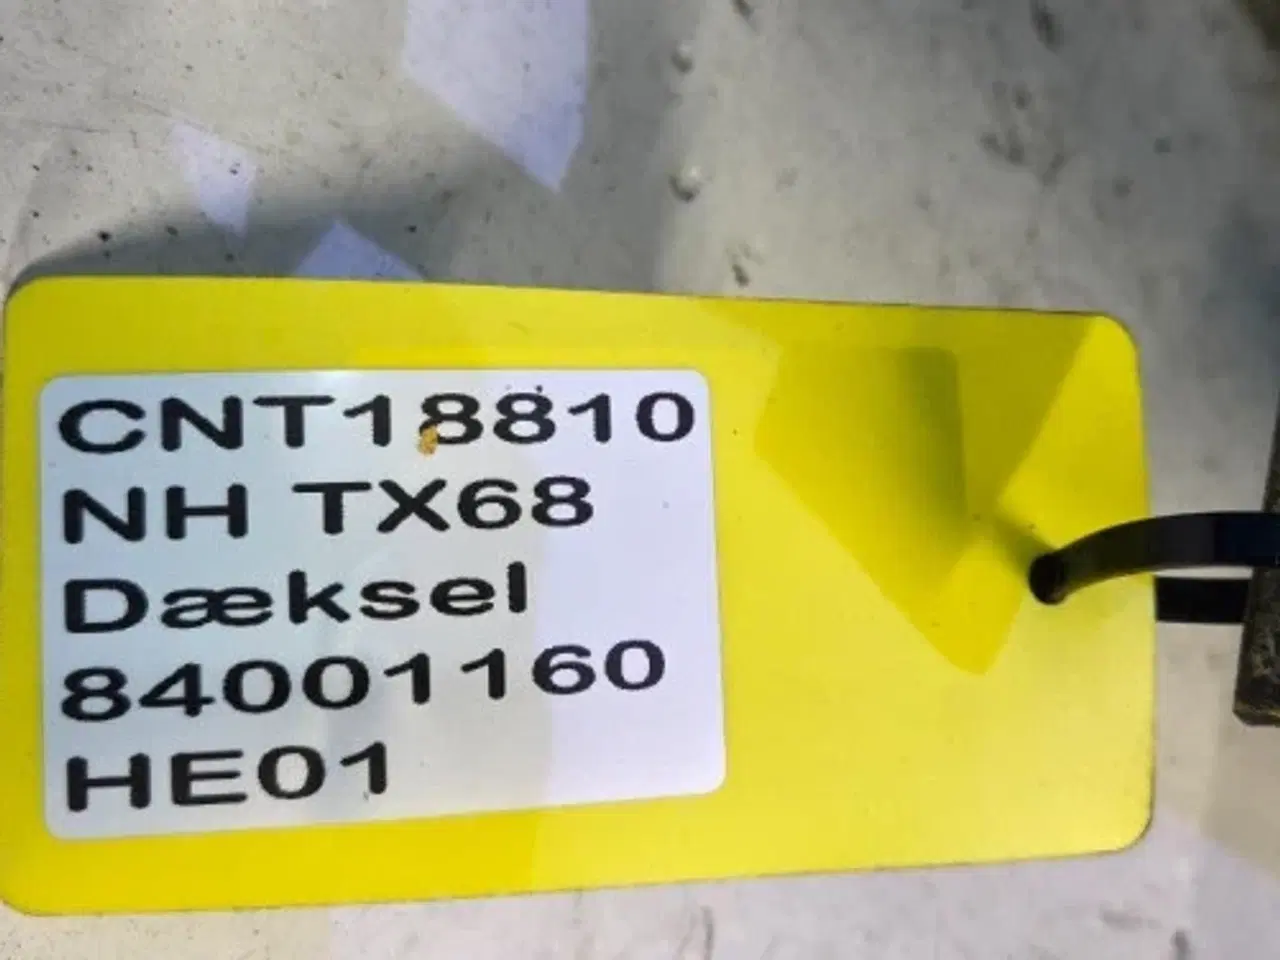 CNT18810
NH TX68
Dæksel
84001160
HE01